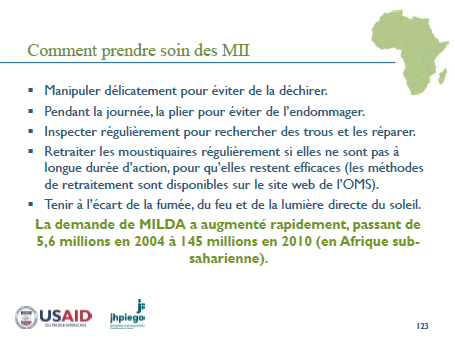 Comment prendre soin des MII
▪ Manipuler délicatement pour éviter de la déchirer.
▪ Pendant la journée, la plier pour éviter de l'endommager.
▪ Inspecter régulièrement pour rechercher des trous et les réparer.
▪ Retraiter les moustiquaires régulièrement si elles ne sont pas à
longue durée d'action, pour qu'elles restent efficaces (les méthodes
de retraitement sont disponibles sur le site web de l'OMS).
▪ Tenir à l'écart de la fumée, du feu et de la lumière directe du soleil.
La demande de MILDA a augmenté rapidement, passant de
5,6 millions en 2004 à 145 millions en 2010 (en Afrique sub-
saharienne).
USAID
jhpiego
123